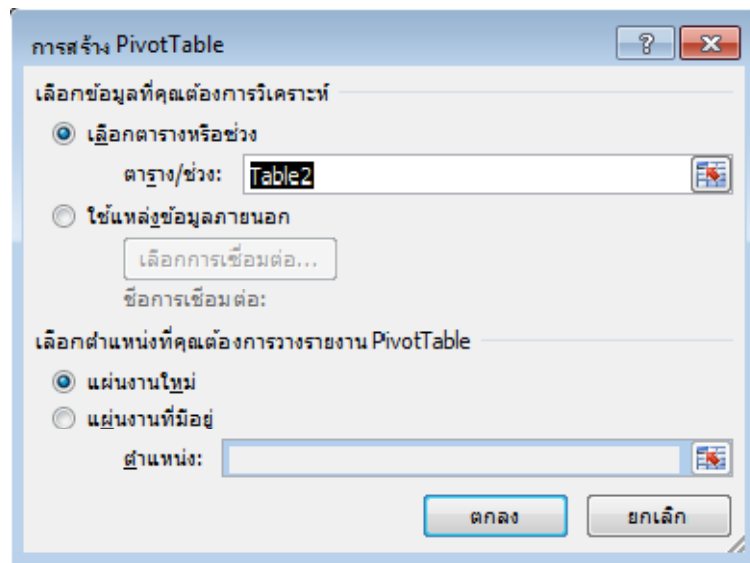 การสร้าง PivotTable
เลือกข้อมูลที่คุณต้องการวิเคราะห์
เลือกตารางหรือช่วง
ตาราง/ช่วง: Table2
ใช้แหล่งข้อมูลภายนอก
เลือกการเชื่อมต่อ...
ชื่อการเชื่อมต่อ:
เลือกตำแหน่งที่คุณต้องการวางรายงาน PivotTable
แผ่นงานใหม่
แผ่นงานที่มีอยู่
ตำแหน่ง:
ตกลง ยกเลิก